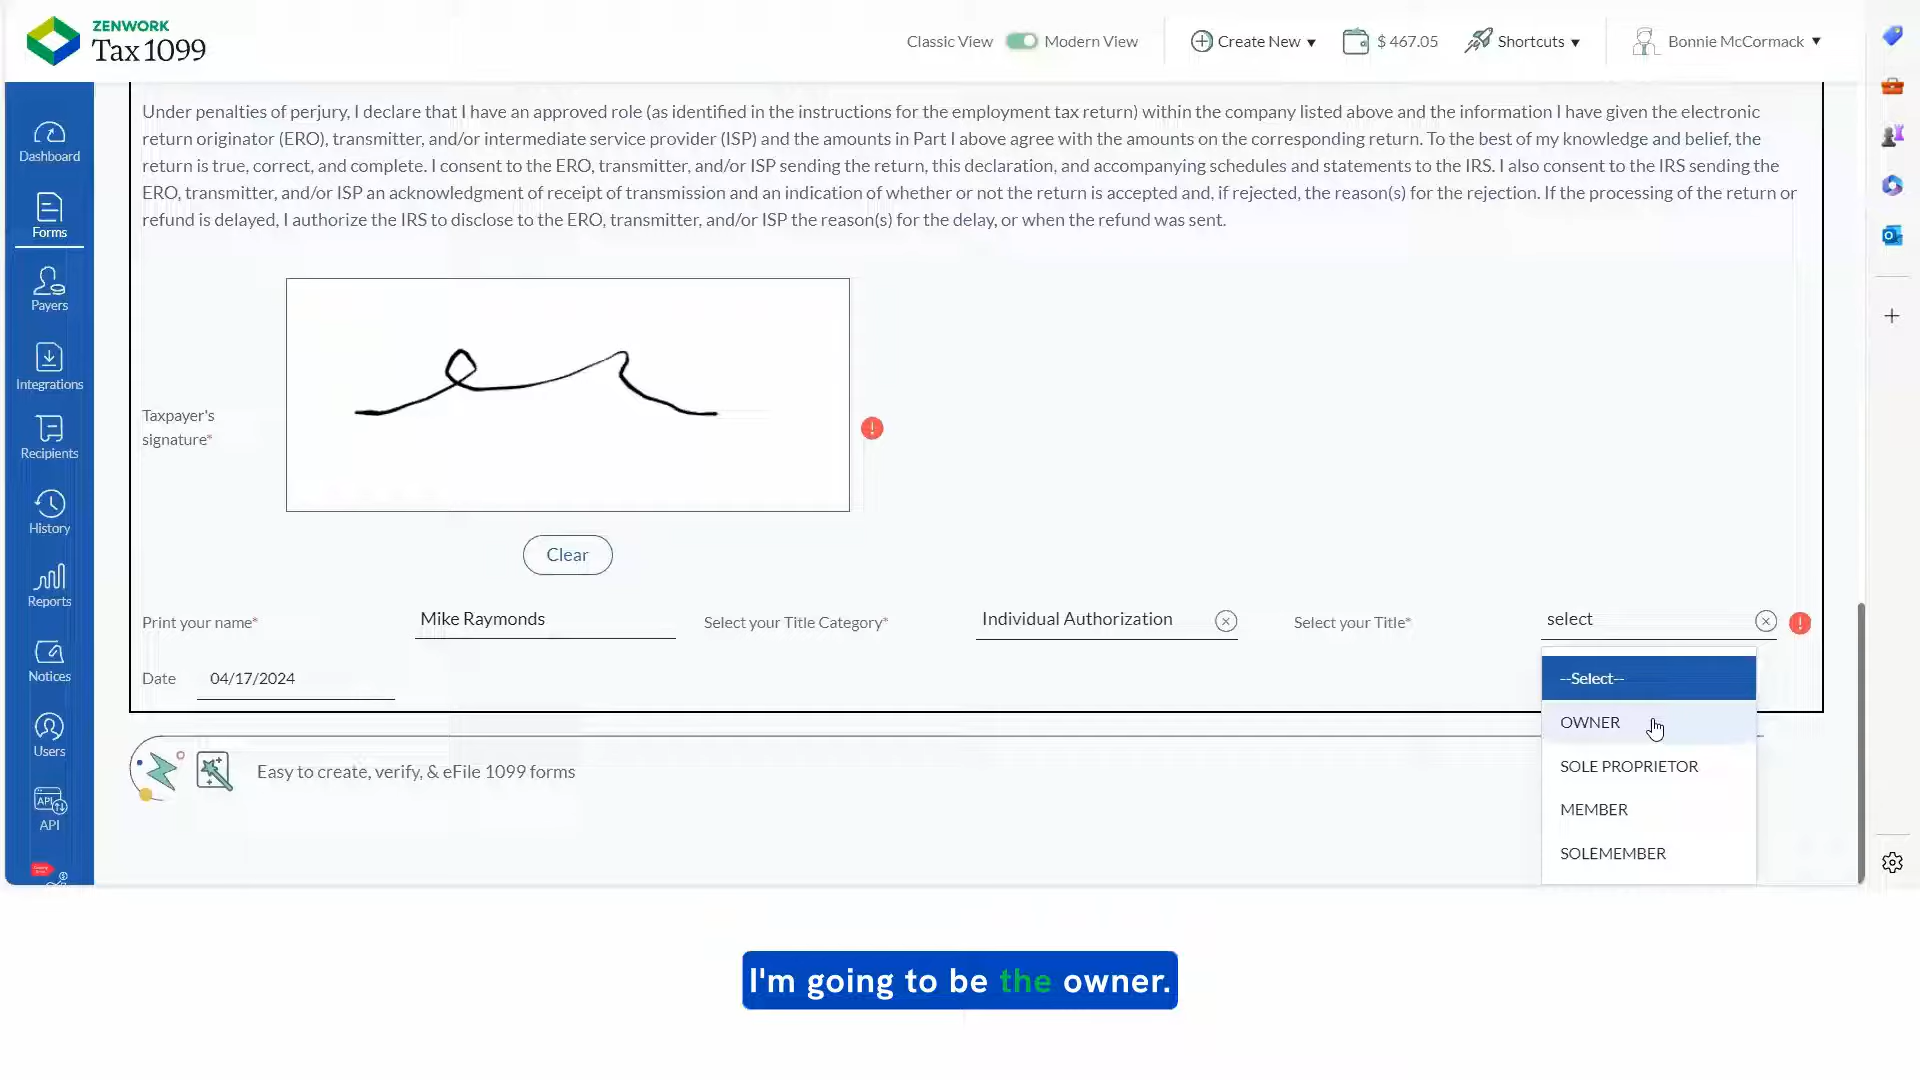 ZENWORK
Tax1099
Classic View
Modern View
Create New
$ 467.05
Shortcuts
Bonnie McCormack
Dashboard
Forms
Payers
Integrations
Recipients
History
Reports
Notices
Users
API
Under penalties of perjury, I declare that I have an approved role (as identified in the instructions for the employment tax return) within the company listed above and the information I have given the electronic
return originator (ERO), transmitter, and/or intermediate service provider (ISP) and the amounts in Part I above agree with the amounts on the corresponding return. To the best of my knowledge and belief, the
return is true, correct, and complete. I consent to the ERO, transmitter, and/or ISP sending the return, this declaration, and accompanying schedules and statements to the IRS. I also consent to the IRS sending the
ERO, transmitter, and/or ISP an acknowledgment of receipt of transmission and an indication of whether or not the return is accepted and, if rejected, the reason(s) for the rejection. If the processing of the return or
refund is delayed, I authorize the IRS to disclose to the ERO, transmitter, and/or ISP the reason(s) for the delay, or when the refund was sent.
Taxpayer's
signature*
Clear
Print your name*
Mike Raymonds
Select your Title Category*
Individual Authorization
Select your Title*
select
Date
04/17/2024
--Select--
OWNER
SOLE PROPRIETOR
MEMBER
SOLEMEMBER
Easy to create, verify, & eFile 1099 forms
I'm going to be the owner.